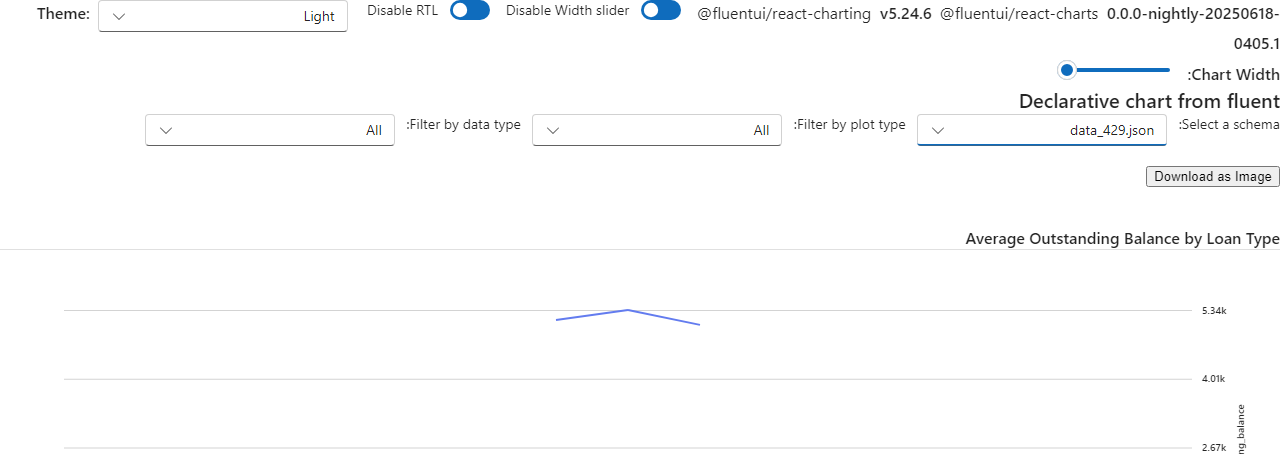 Theme: Light Disable RTL Disable Width slider @fluentui/react-charting v5.24.6 @fluentui/react-charts 0.0.0-nightly-20250618-
0405.1
:Chart Width
Declarative chart from fluent
:Select a schema data_429.json :Filter by plot type All :Filter by data type All
Download as Image
Average Outstanding Balance by Loan Type
5.34k
4.01k
2.67k
ng_balance